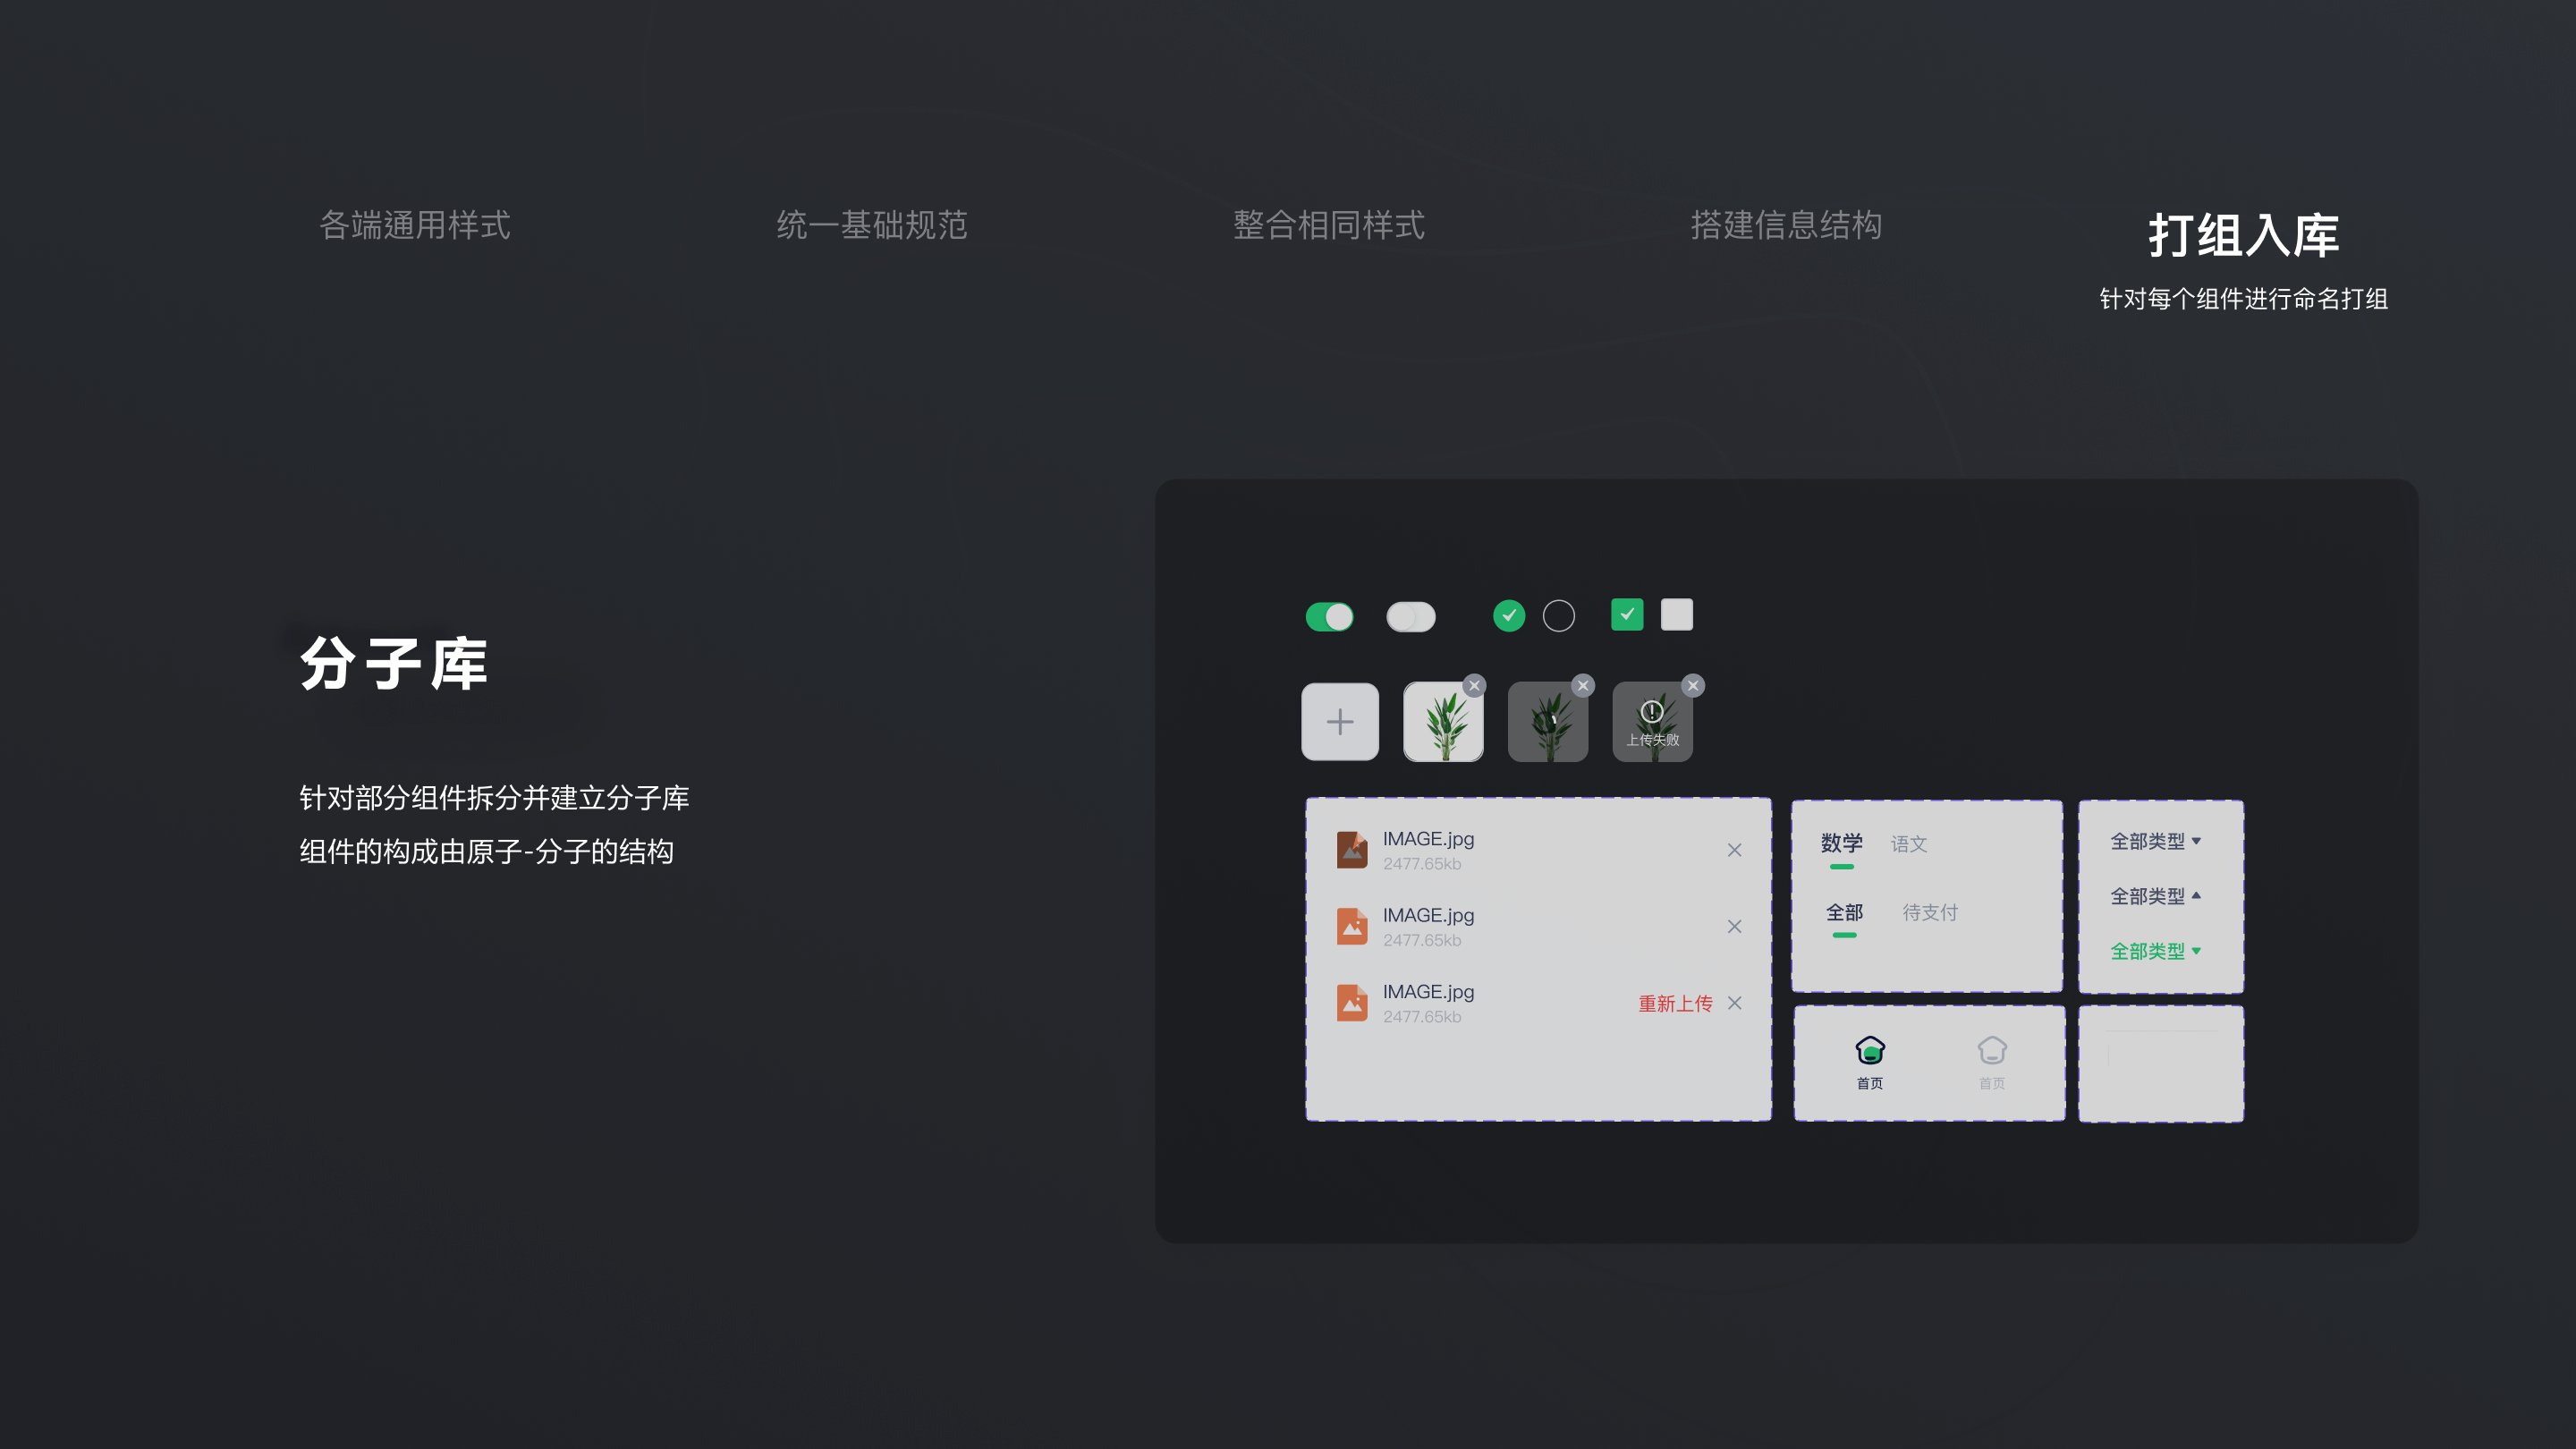 各端通用样式
统一基础规范
整合相同样式
搭建信息结构
打组入库
针对每个组件进行命名打组
分子库
针对部分组件拆分并建立分子库
组件的构成由原子-分子的结构
上传失败
IMAGE.jpg
2477.65kb
IMAGE.jpg
2477.65kb
IMAGE.jpg
2477.65kb
重新上传
数学 语文
全部 待支付
全部类型
全部类型
全部类型
首页 首页